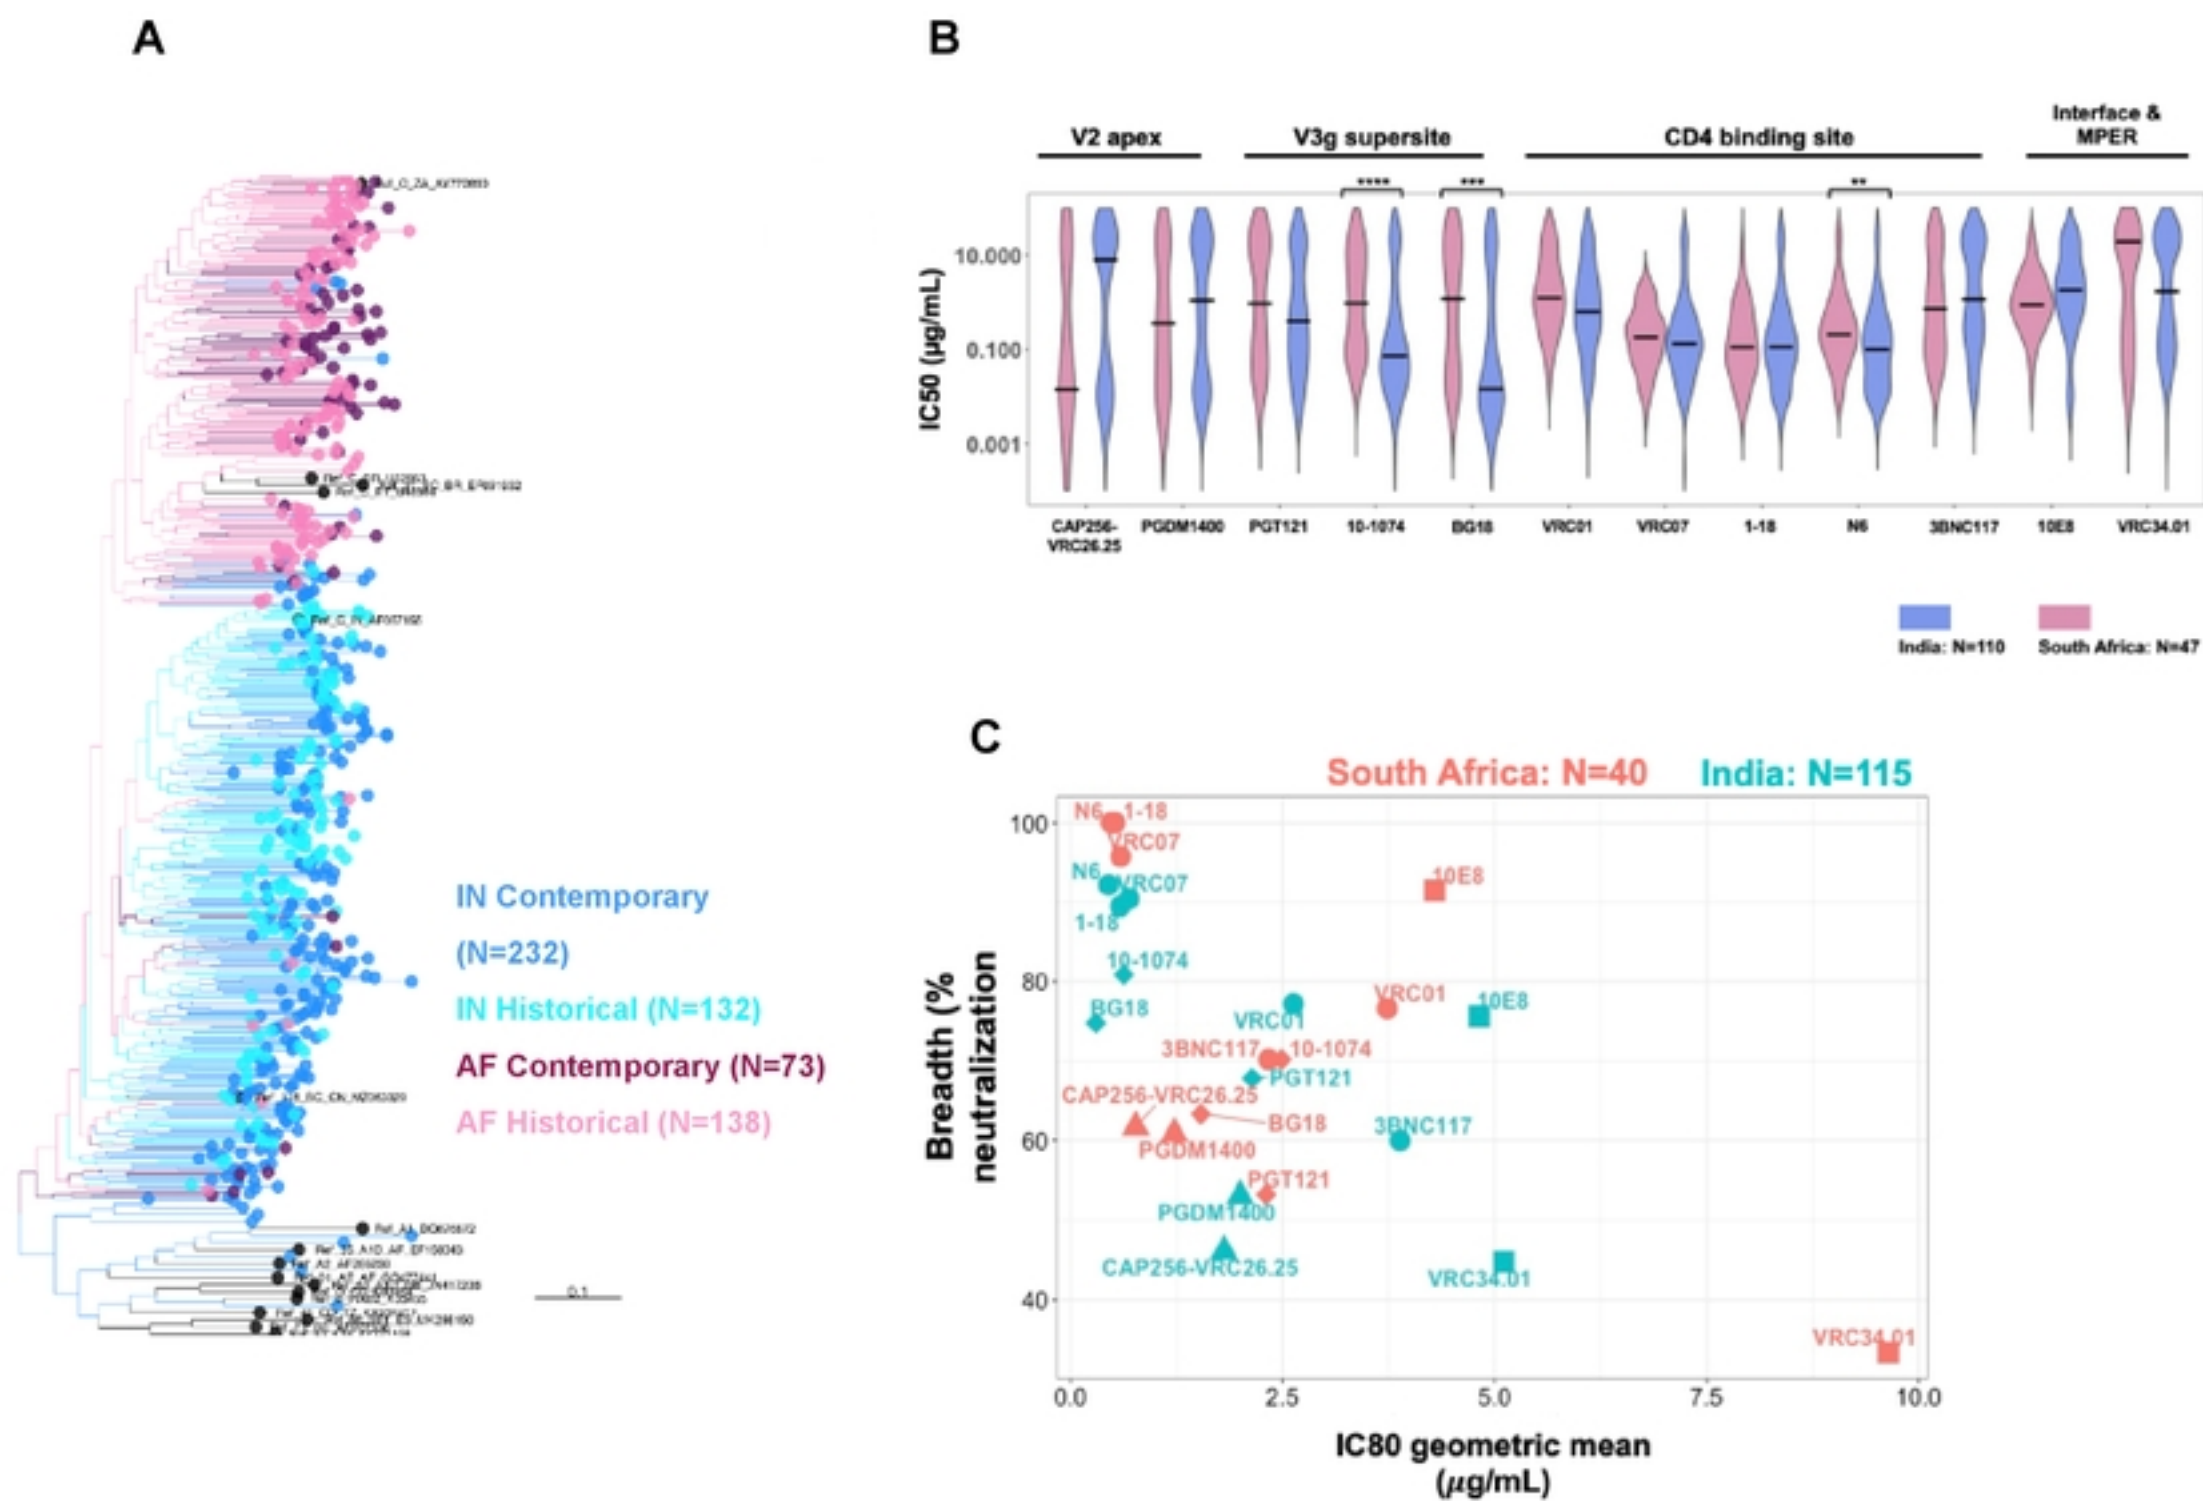 A
B
Interface &
V2 apex V3g supersite CD4 binding site MPER
**** *** **
10.000
0.100
0.001
IC50 (µg/mL)
CAP256-
VRC26.25
PGDM1400 PGT121 10-1074 BG18 VRC01 VRC07 1-18 N6 3BNC117 10E8 VRC34.01
India: N=110 South Africa: N=47
IN Contemporary
(N=232)
IN Historical (N=132)
AF Contemporary (N=73)
AF Historical (N=138)
0.1
C
South Africa: N=40 India: N=115
N6 1-18
VRC07
N6
VRC07
1-18
10E8
10-1074
BG18
VRC01
VRC01
10E8
3BNC117 10-1074
PGT121
CAP256-VRC26.25
BG18
3BNC117
PGDM1400
PGT121
PGDM1400
CAP256-VRC26.25
VRC34.01
VRC34.01
100
80
60
40
Breadth (%
neutralization
0.0 2.5 5.0 7.5 10.0
IC80 geometric mean
(µg/mL)